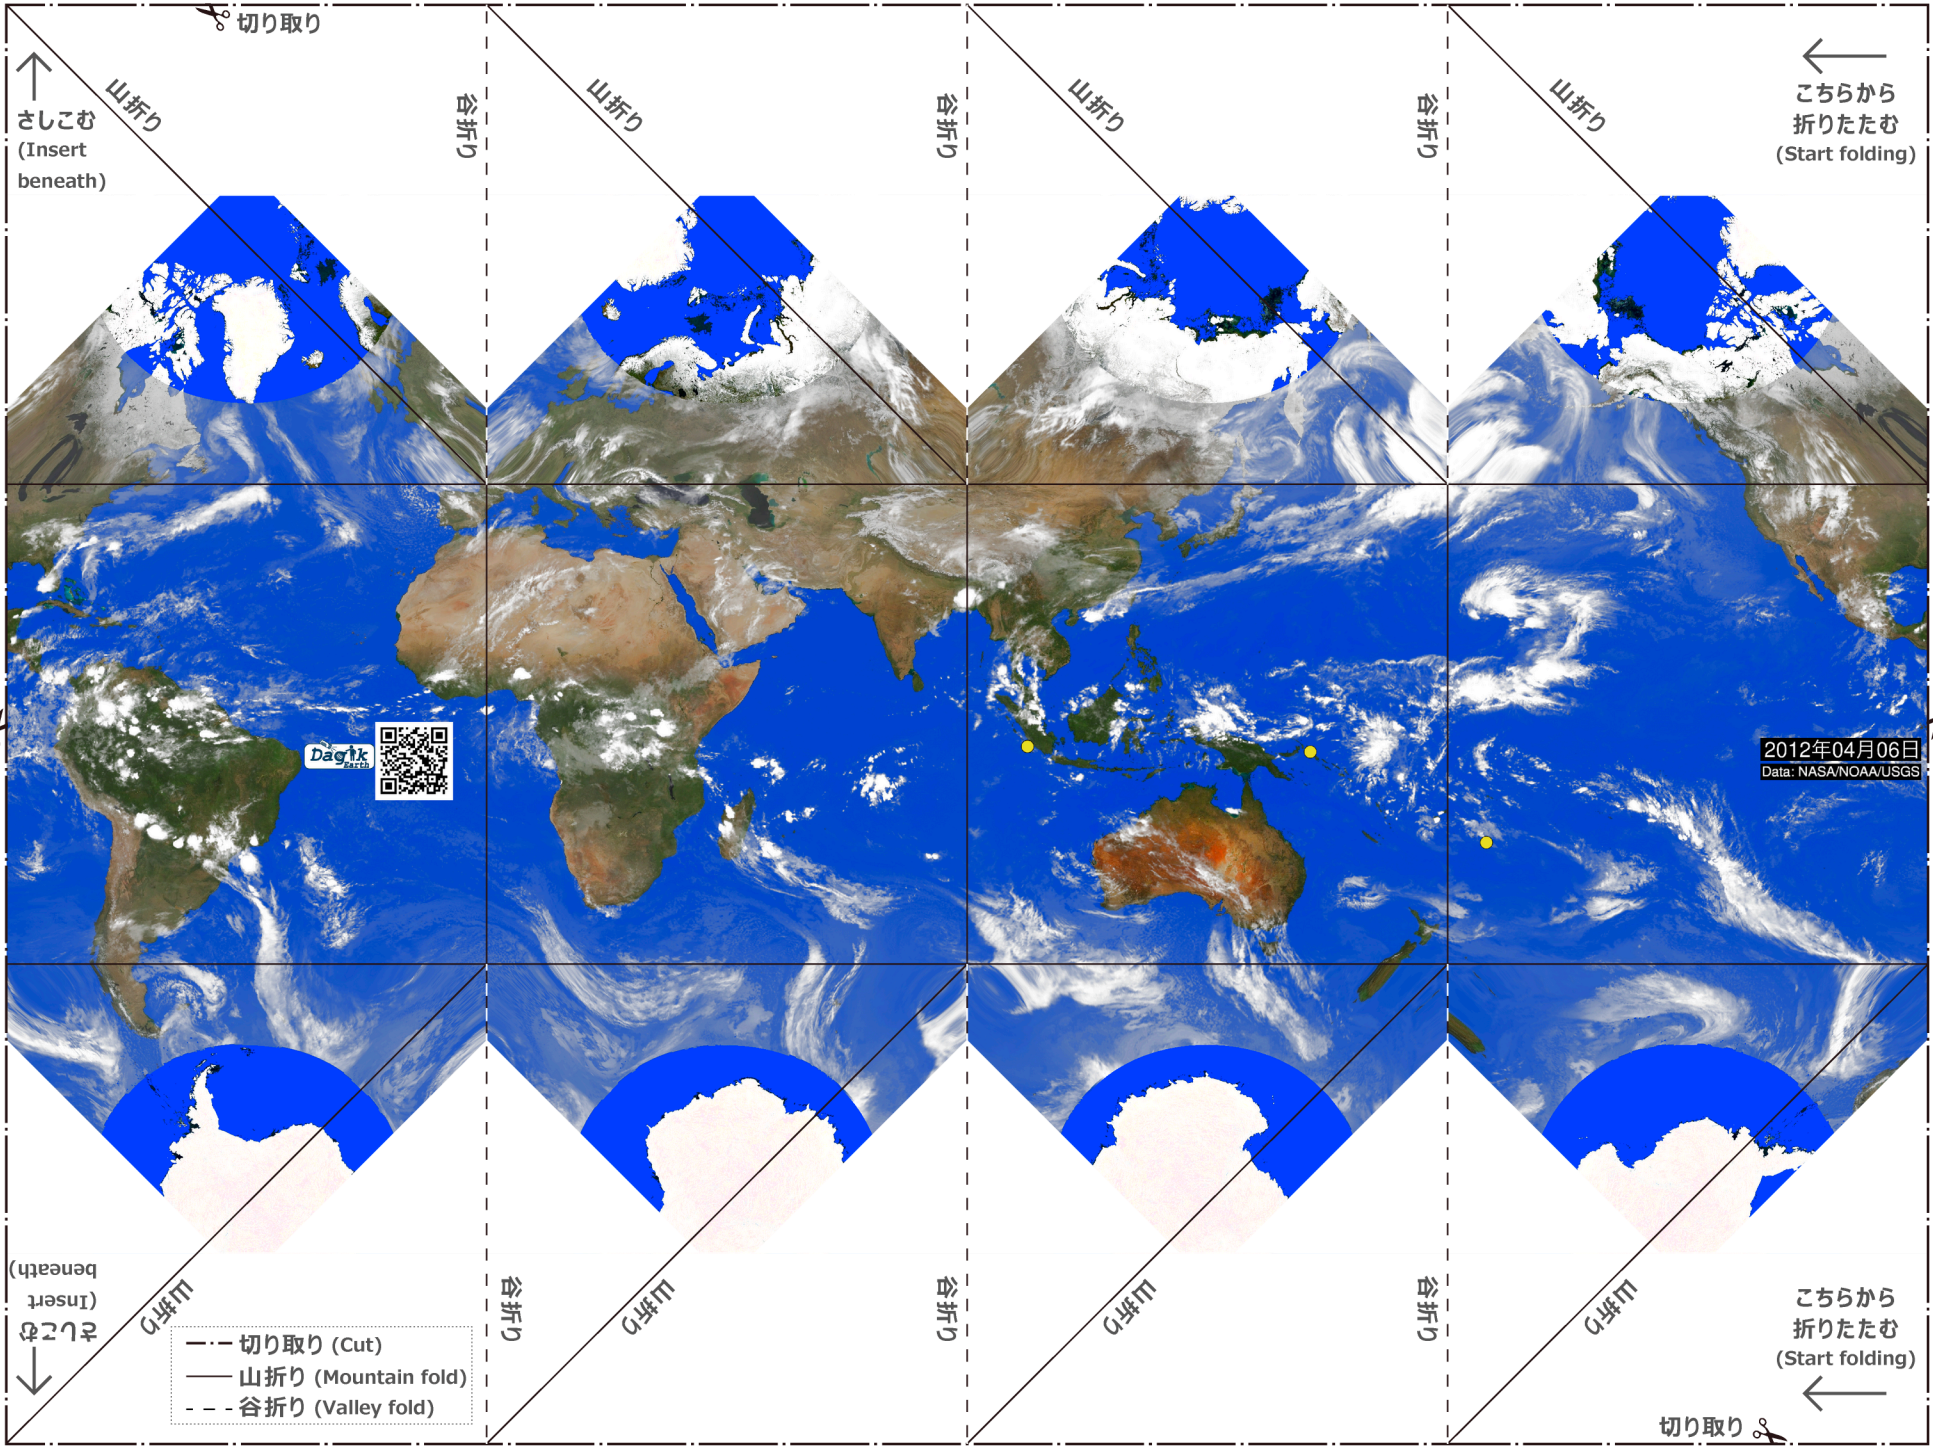 切り取り
山折り
谷折り
山折り
谷折り
山折り
谷折り
山折り
こちらから
折りたたむ
(Start folding)
さしこむ
(Insert
beneath)
Dagik
Earth
2012年04月06日
Data: NASA/NOAA/USGS
さしこむ
(Insert
beneath)
山折り
谷折り
山折り
谷折り
山折り
谷折り
山折り
こちらから
折りたたむ
(Start folding)
切り取り (Cut)
山折り (Mountain fold)
谷折り (Valley fold)
切り取り